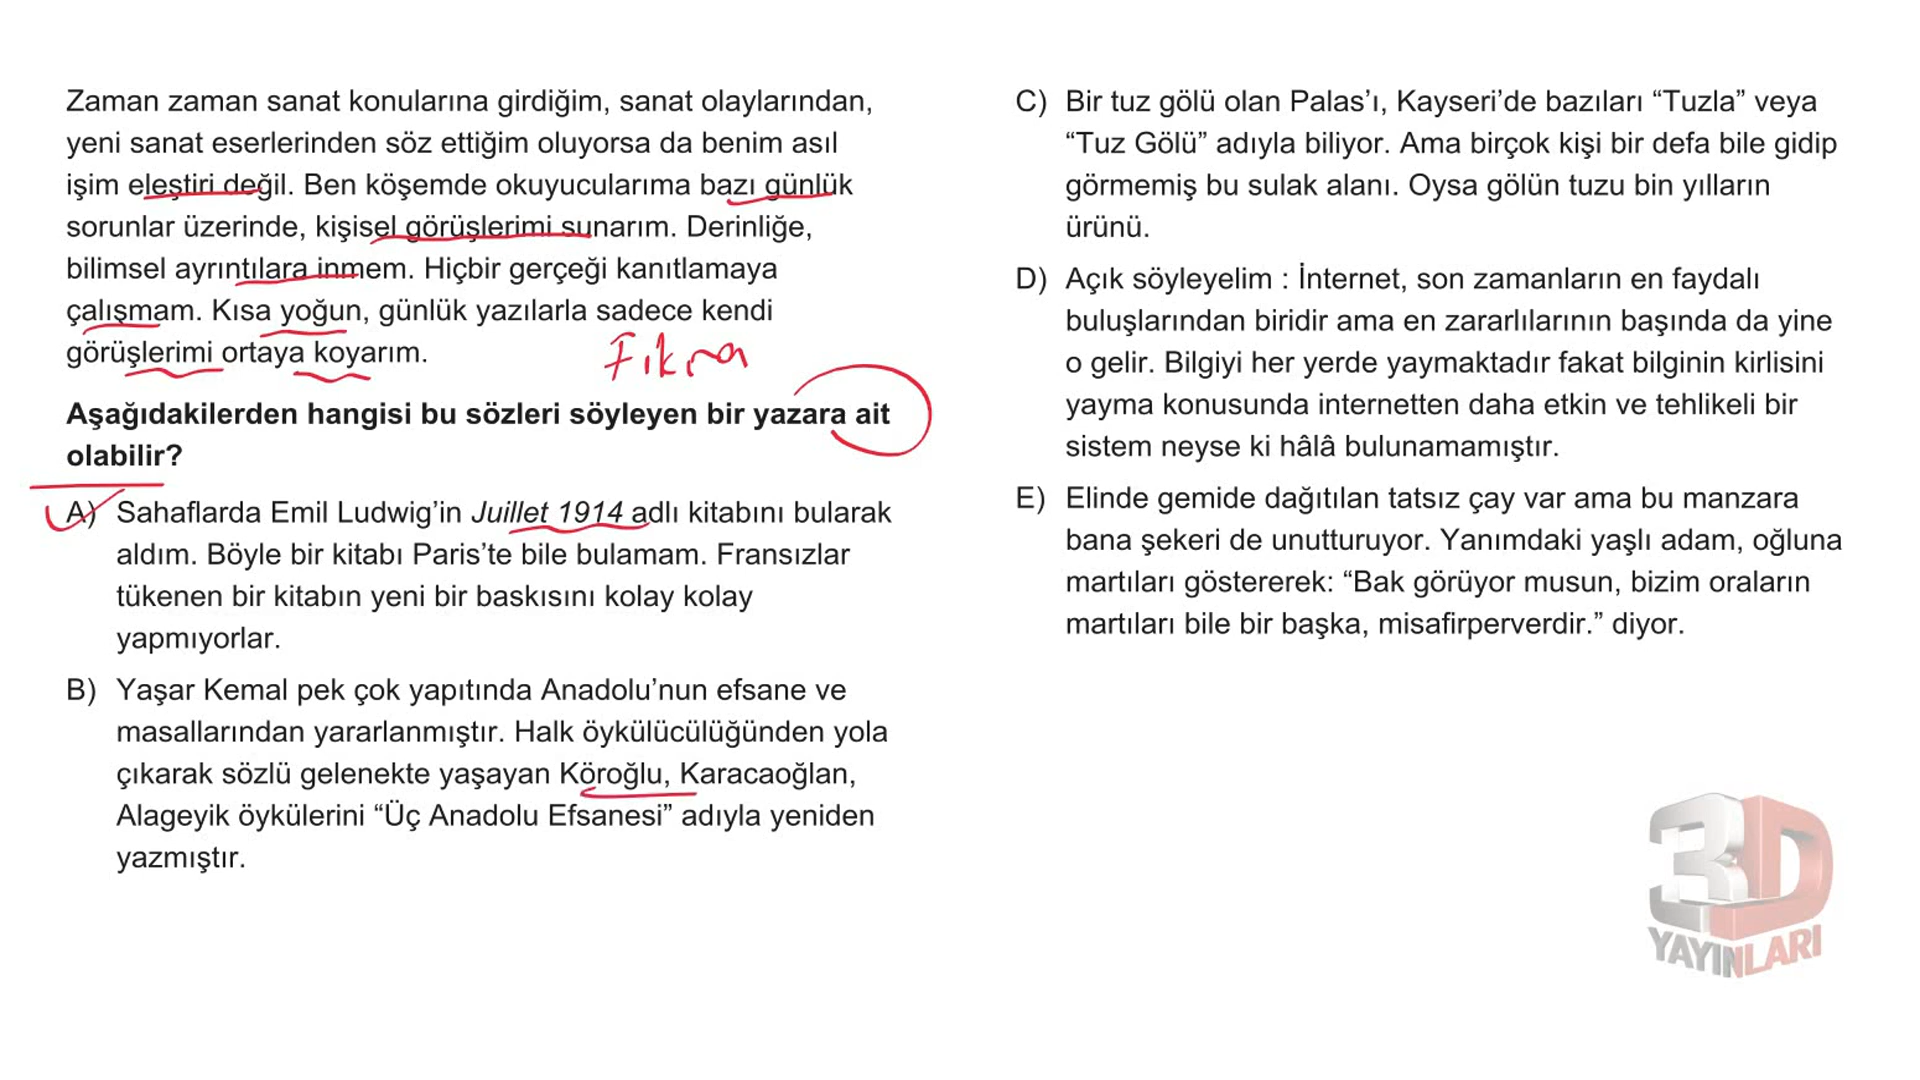 Zaman zaman sanat konularına girdiğim, sanat olaylarından,
yeni sanat eserlerinden söz ettiğim oluyorsa da benim asıl
işim eleştiri değil. Ben köşemde okuyucularıma bazı günlük
sorunlar üzerinde, kişisel görüşlerimi sunarım. Derinliğe,
bilimsel ayrıntılara inmem. Hiçbir gerçeği kanıtlamaya
çalışmam. Kısa yoğun, günlük yazılarla sadece kendi
görüşlerimi ortaya koyarım.
Fıkra
Aşağıdakilerden hangisi bu sözleri söyleyen bir yazara ait
olabilir?
A) Sahaflarda Emil Ludwig’in Juillet 1914 adlı kitabını bularak
aldım. Böyle bir kitabı Paris’te bile bulamam. Fransızlar
tükenen bir kitabın yeni bir baskısını kolay kolay
yapmıyorlar.
B) Yaşar Kemal pek çok yapıtında Anadolu’nun efsane ve
masallarından yararlanmıştır. Halk öykülücülüğünden yola
çıkarak sözlü gelenekte yaşayan Köroğlu, Karacaoğlan,
Alageyik öykülerini “Üç Anadolu Efsanesi” adıyla yeniden
yazmıştır.
C) Bir tuz gölü olan Palas’ı, Kayseri’de bazıları “Tuzla” veya
“Tuz Gölü” adıyla biliyor. Ama birçok kişi bir defa bile gidip
görmemiş bu sulak alanı. Oysa gölün tuzu bin yılların
ürünü.
D) Açık söyleyelim : İnternet, son zamanların en faydalı
buluşlarından biridir ama en zararlılarının başında da yine
o gelir. Bilgiyi her yerde yaymaktadır fakat bilginin kirlisini
yayma konusunda internetten daha etkin ve tehlikeli bir
sistem neyse ki hâlâ bulunamamıştır.
E) Elinde gemide dağıtılan tatsız çay var ama bu manzara
bana şekeri de unutturuyor. Yanımdaki yaşlı adam, oğluna
martıları göstererek: “Bak görüyor musun, bizim oraların
martıları bile bir başka, misafirperverdir.” diyor.
3D
YAYINLARI